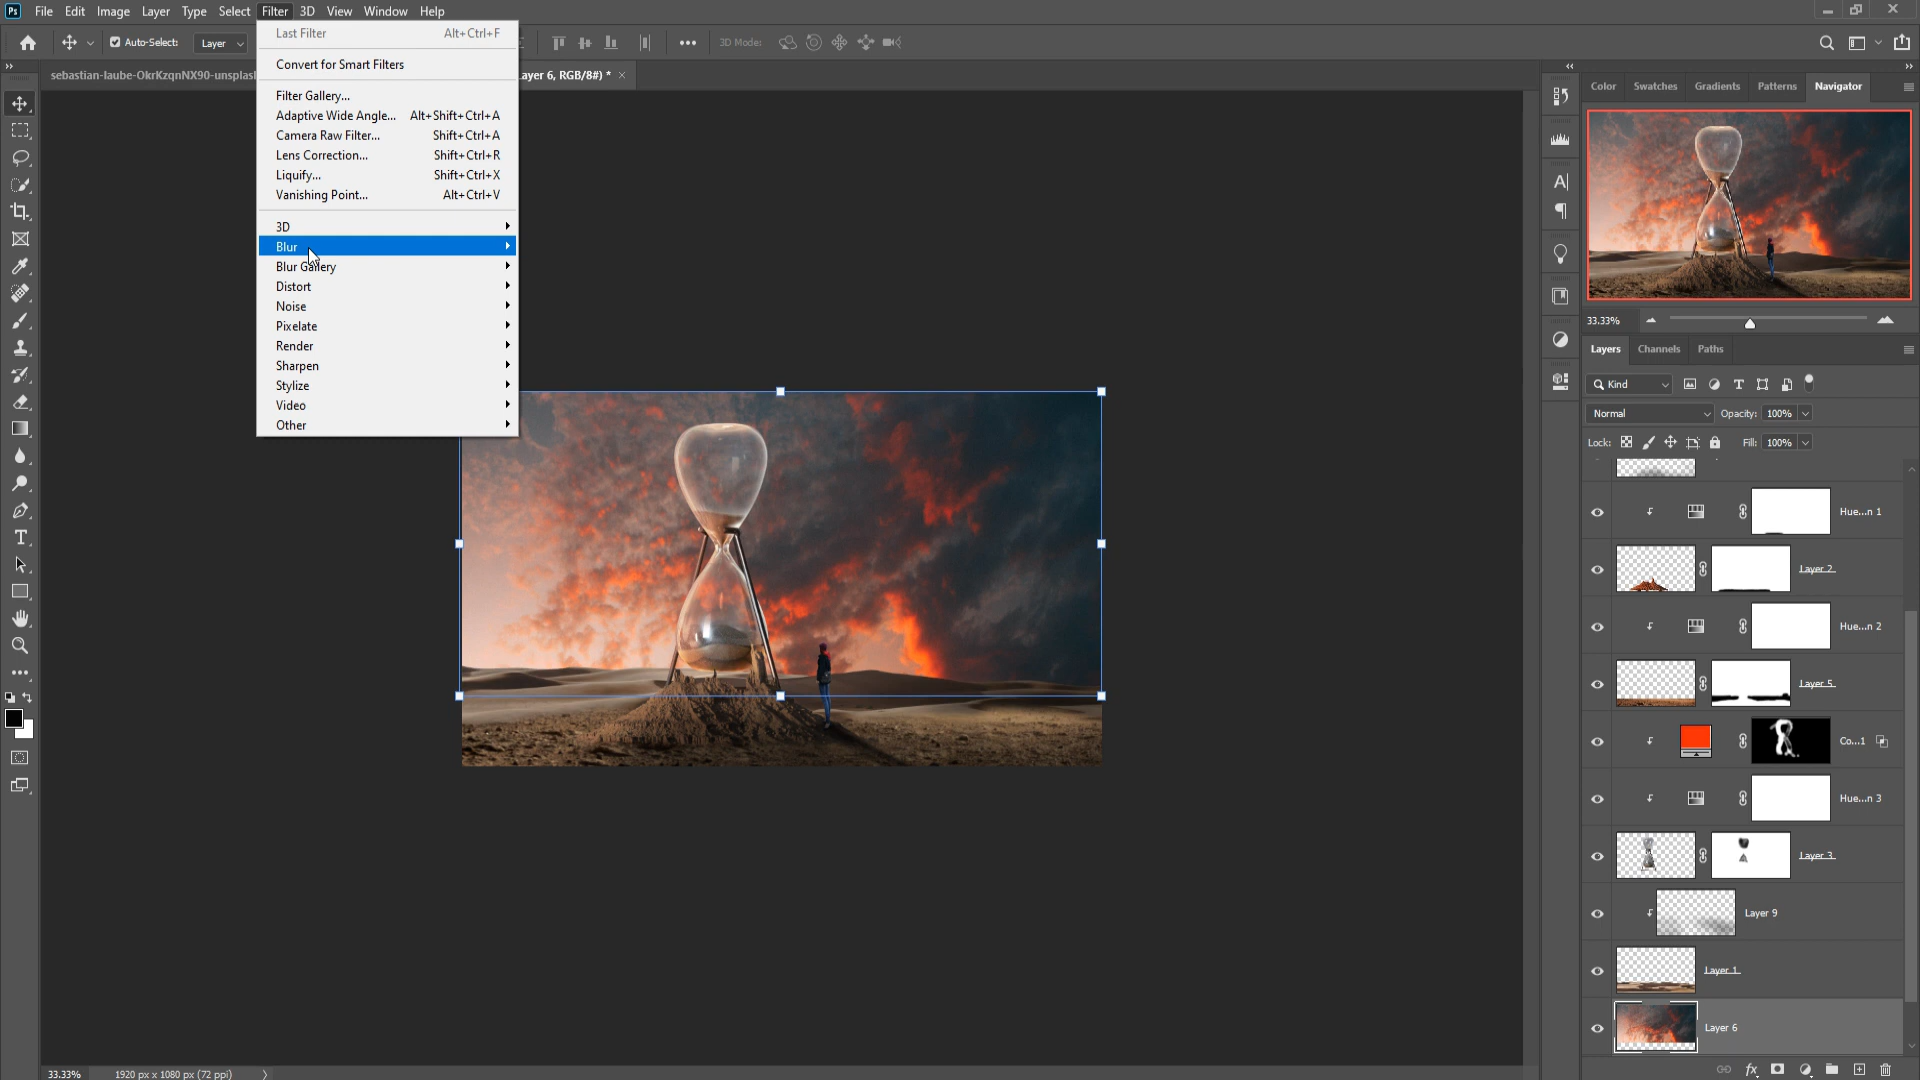 Ps File Edit Image Layer Type Select Filter 3D View Window Help
Auto-Select: Layer 3D Mode:
sebastian-laube-OkrKzqnNX90-unsplas
ayer 6, RGB/8#) * ×
Last Filter Alt+Ctrl+F
Convert for Smart Filters
Filter Gallery...
Adaptive Wide Angle... Alt+Shift+Ctrl+A
Camera Raw Filter... Shift+Ctrl+A
Lens Correction... Shift+Ctrl+R
Liquify... Shift+Ctrl+X
Vanishing Point... Alt+Ctrl+V
3D
Blur
Blur Gallery
Distort
Noise
Pixelate
Render
Sharpen
Stylize
Video
Other
Color Swatches Gradients Patterns Navigator
33.33%
Layers Channels Paths
Kind
Normal Opacity: 100%
Lock: Fill: 100%
Hue...n 1
Layer 2
Hue...n 2
Layer 5
Co...1
Hue...n 3
Layer 3
Layer 9
Layer 1
Layer 6
33.33% 1920 px x 1080 px (72 ppi)